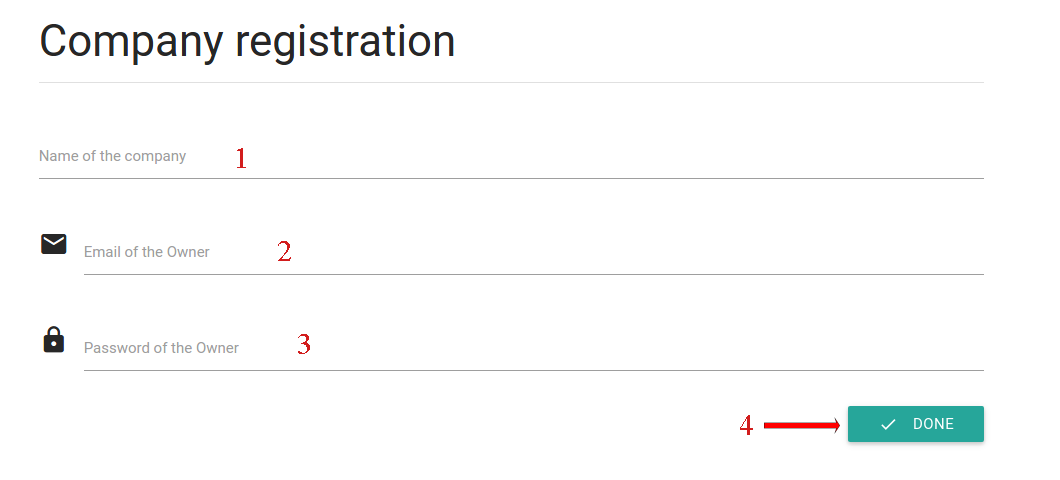 Company registration
Name of the company 1
Email of the Owner 2
Password of the Owner 3
4 DONE